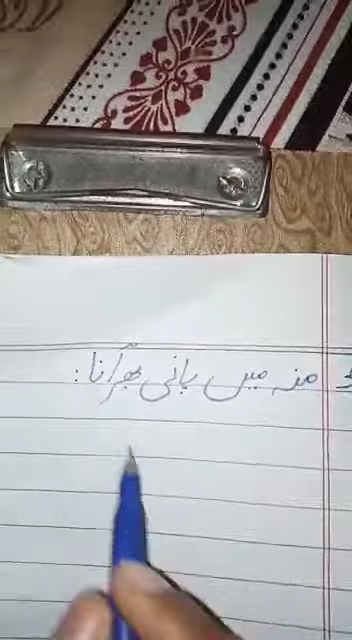 منہ میں پانی بھر آنا :